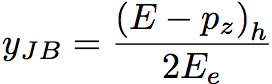 y_{JB} = \frac{(E - p_z)_h}{2E_e}